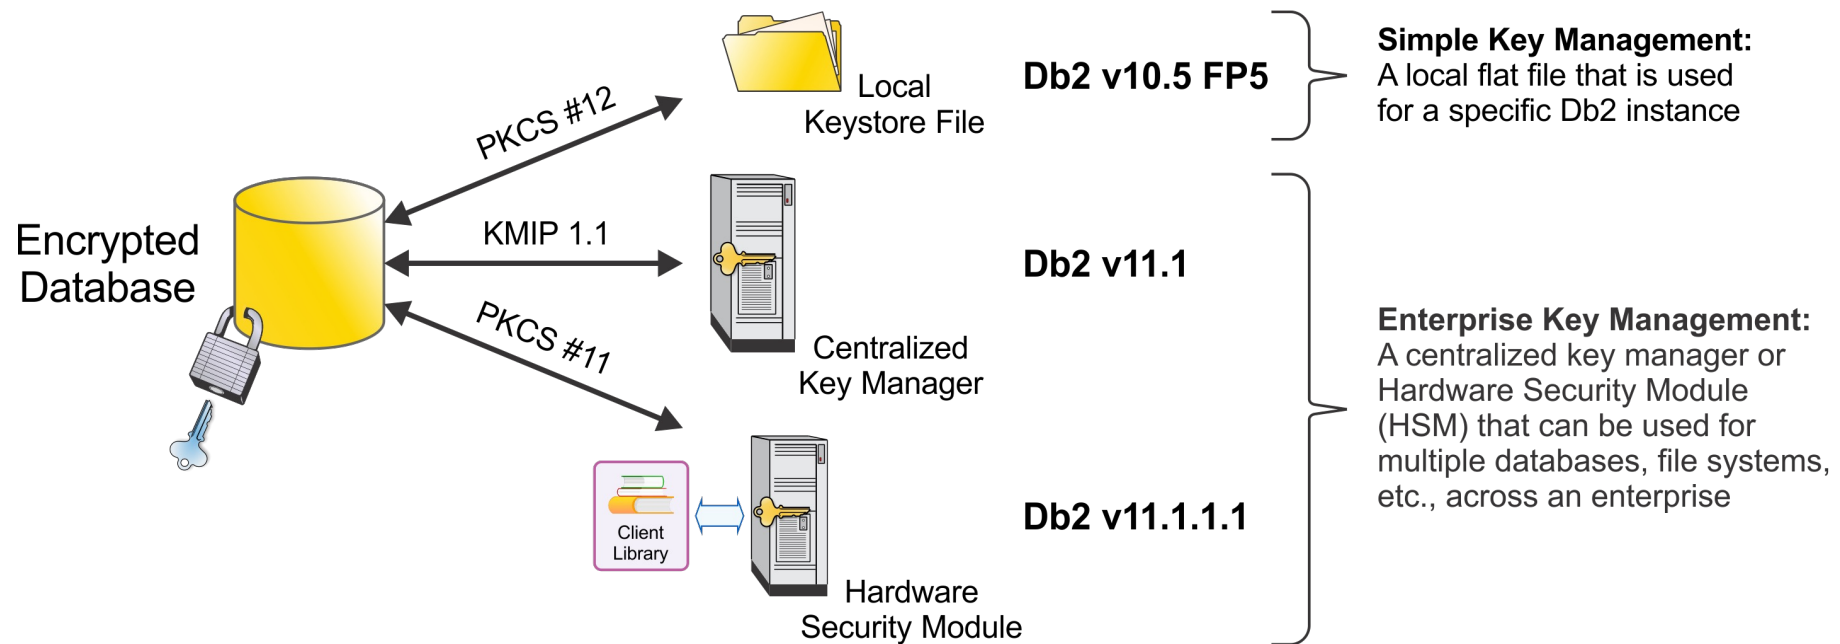 Encrypted
Database
PKCS #12
KMIP 1.1
PKCS #11
Local
Keystore File
Centralized
Key Manager
Client
Library
Hardware
Security Module
Db2 v10.5 FP5
Db2 v11.1
Db2 v11.1.1.1
Simple Key Management:
A local flat file that is used
for a specific Db2 instance
Enterprise Key Management:
A centralized key manager or
Hardware Security Module
(HSM) that can be used for
multiple databases, file systems,
etc., across an enterprise